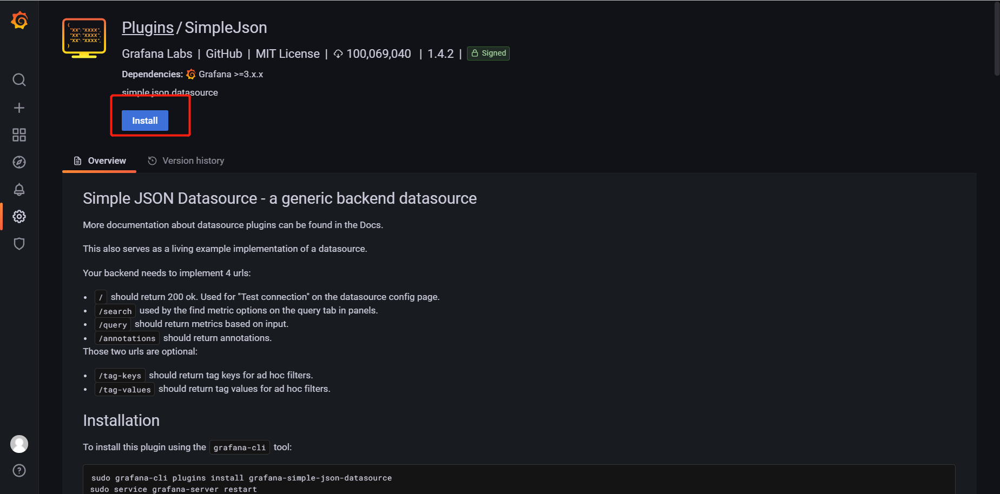 {
"XX": "XXXX",
"XX": "XXXX",
"XX": "XXXX",
}
Plugins / SimpleJson
Grafana Labs | GitHub | MIT License | 100,069,040 | 1.4.2 | Signed
Dependencies: Grafana >=3.x.x
simple json datasource
Install
Overview Version history
Simple JSON Datasource - a generic backend datasource
More documentation about datasource plugins can be found in the Docs.
This also serves as a living example implementation of a datasource.
Your backend needs to implement 4 urls:
• / should return 200 ok. Used for "Test connection" on the datasource config page.
• /search used by the find metric options on the query tab in panels.
• /query should return metrics based on input.
• /annotations should return annotations.
Those two urls are optional:
• /tag-keys should return tag keys for ad hoc filters.
• /tag-values should return tag values for ad hoc filters.
Installation
To install this plugin using the grafana-cli tool:
sudo grafana-cli plugins install grafana-simple-json-datasource
sudo service grafana-server restart